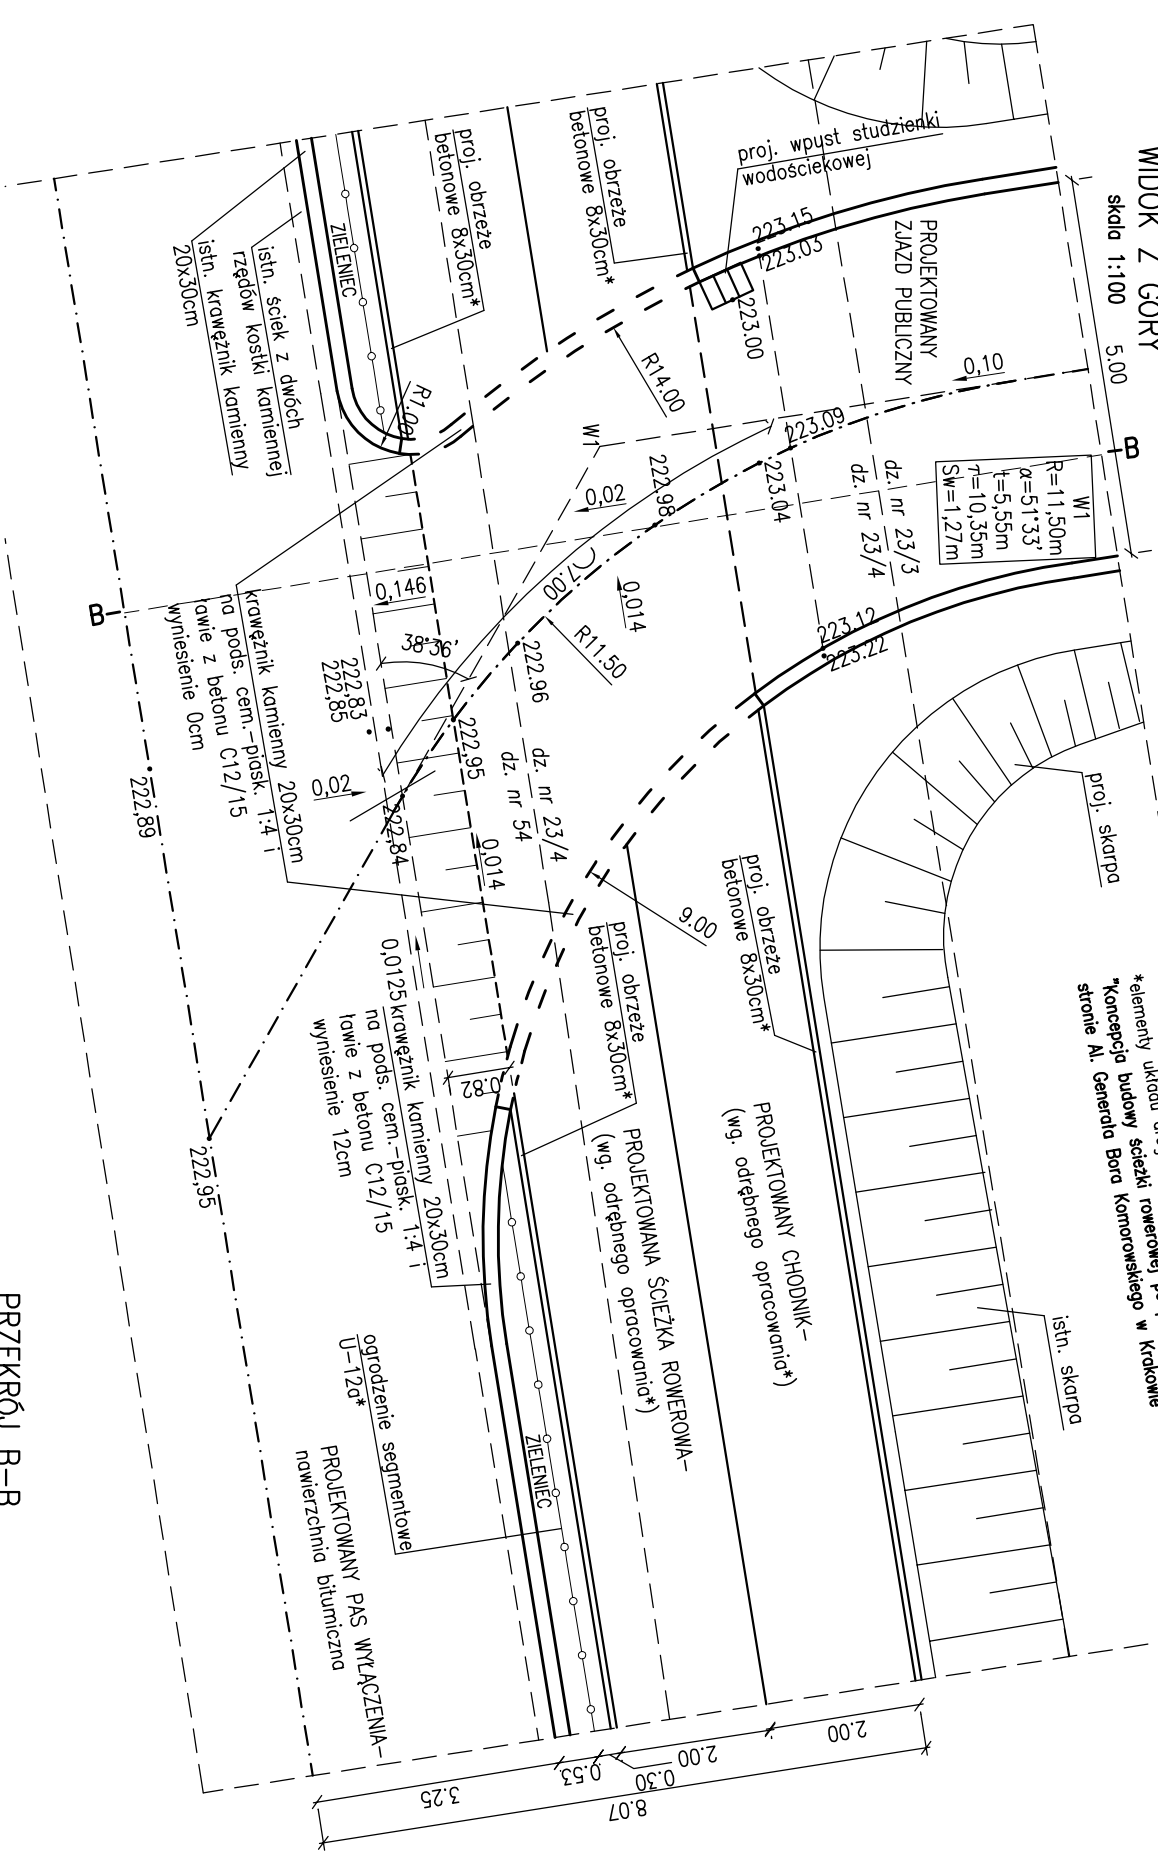 WIDOK Z GÓRY
skala 1:100
5.00
*elementy układu
"Koncepcja budowy ścieżki rowerowej po
stronie Al. Generała Bora Komorowskiego w Krakowie
B
W1
R=11,50m
α=51°33'
t=5,55m
ł=10,35m
Sw=1,27m
proj. wpust studzienki
wodościekowej
PROJEKTOWANY
ZJAZD PUBLICZNY
0,10
223.15
223.03
223.00
223.09
223.04
222.98
dz. nr 23/3
dz. nr 23/4
223.12
223.22
proj. skarpa
istn. skarpa
proj. obrzeże
betonowe 8x30cm*
proj. obrzeże
betonowe 8x30cm*
R14.00
W1
0,02
7.00
0,014
R11.50
222.96
222,95
dz. nr 23/4
dz. nr 54
0,014
9.00
proj. obrzeże
betonowe 8x30cm*
PROJEKTOWANY CHODNIK-
(wg. odrębnego opracowania*)
proj. obrzeże
betonowe 8x30cm*
PROJEKTOWANA ŚCIEŻKA ROWEROWA-
(wg. odrębnego opracowania*)
ZIELENIEC
R1.00
istn. ściek z dwóch
rzędów kostki kamiennej
istn. krawężnik kamienny
20x30cm
0,146
38°36'
222,83
222,85
0,02
222,84
B
krawężnik kamienny 20x30cm
na pods. cem.-piask. 1:4 i
ławie z betonu C12/15
wyniesienie 0cm
222,89
0,0125
0.82
krawężnik kamienny 20x30cm
na pods. cem.-piask. 1:4 i
ławie z betonu C12/15
wyniesienie 12cm
222,95
ogrodzenie segmentowe
U-12a*
ZIELENIEC
PROJEKTOWANY PAS WYŁĄCZENIA-
nawierzchnia bitumiczna
2.00
2.00
0.30
0.53
3.25
8.07
PRZEKRÓJ B-B